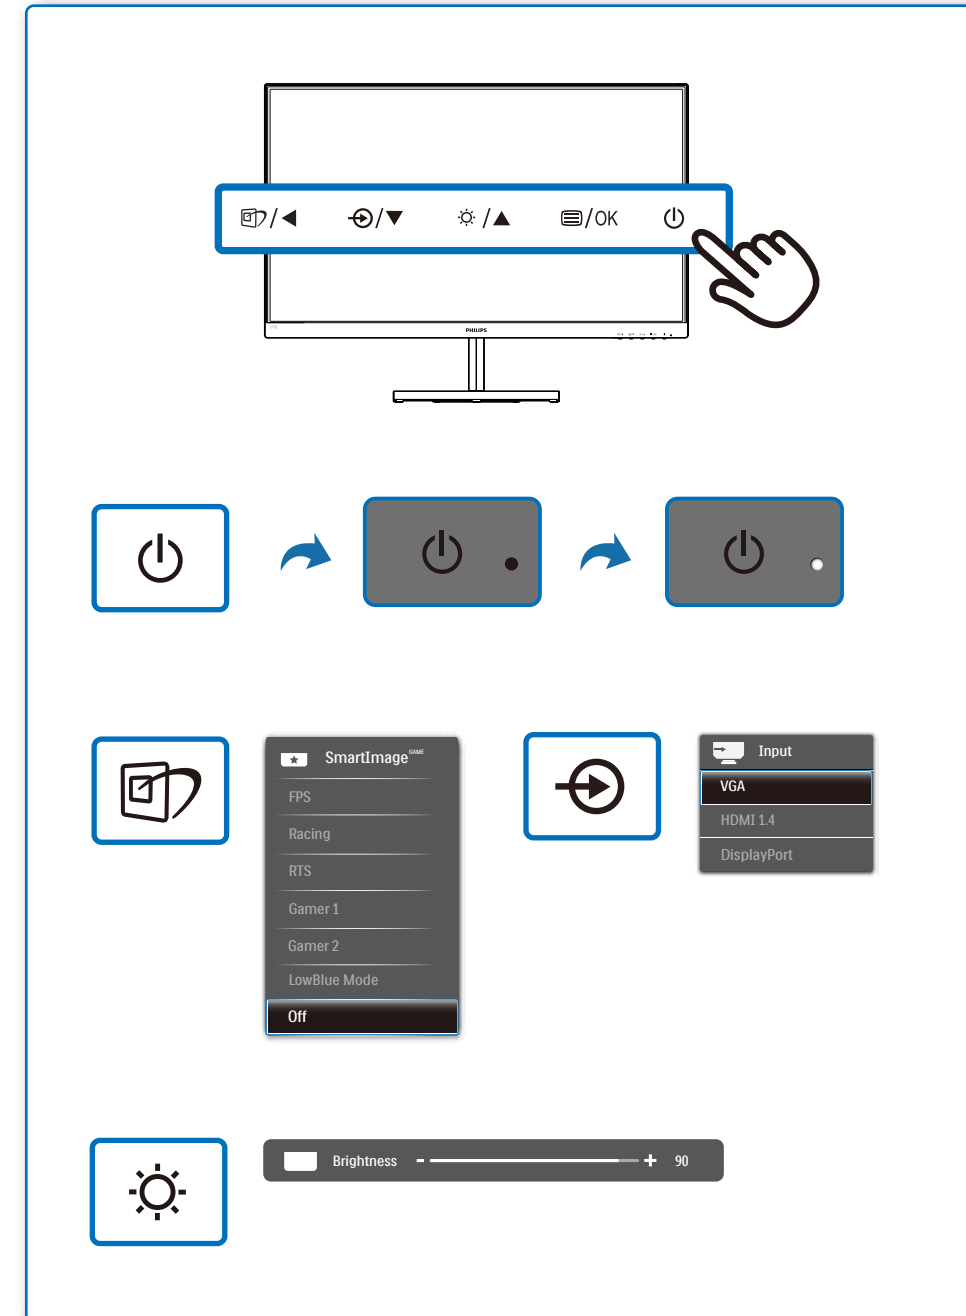 /OK
PHILIPS
SmartImage GAME
FPS
Racing
RTS
Gamer 1
Gamer 2
LowBlue Mode
Off
Input
VGA
HDMI 1.4
DisplayPort
Brightness - + 90